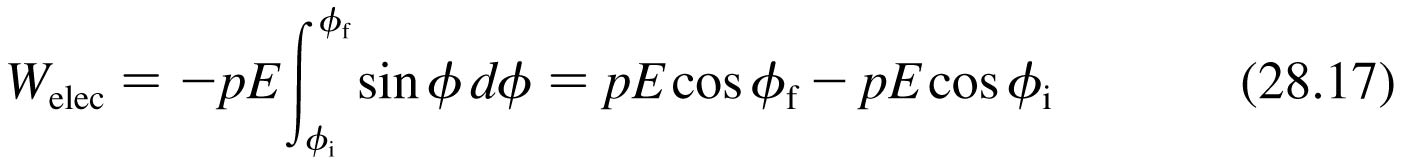 W_elec = −pE ∫_{ϕ_i}^{ϕ_f} sin ϕ dϕ = pE cos ϕ_f − pE cos ϕ_i (28.17)